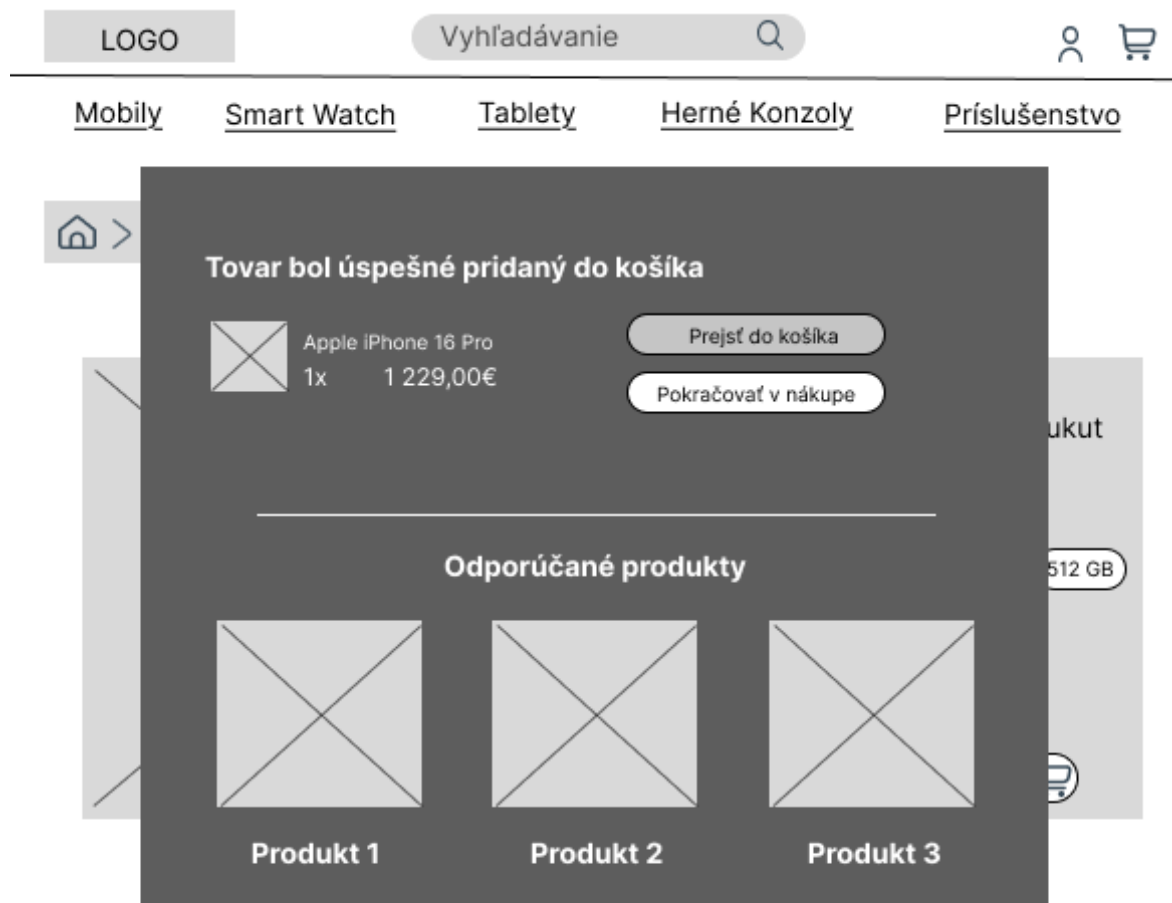 LOGO
Vyhľadávanie
Mobily
Smart Watch
Tablety
Herné Konzoly
Príslušenstvo
Tovar bol úspešné pridaný do košíka
Apple iPhone 16 Pro
1x 1 229,00€
Prejsť do košíka
Pokračovať v nákupe
ukut
512 GB
Odporúčané produkty
Produkt 1
Produkt 2
Produkt 3